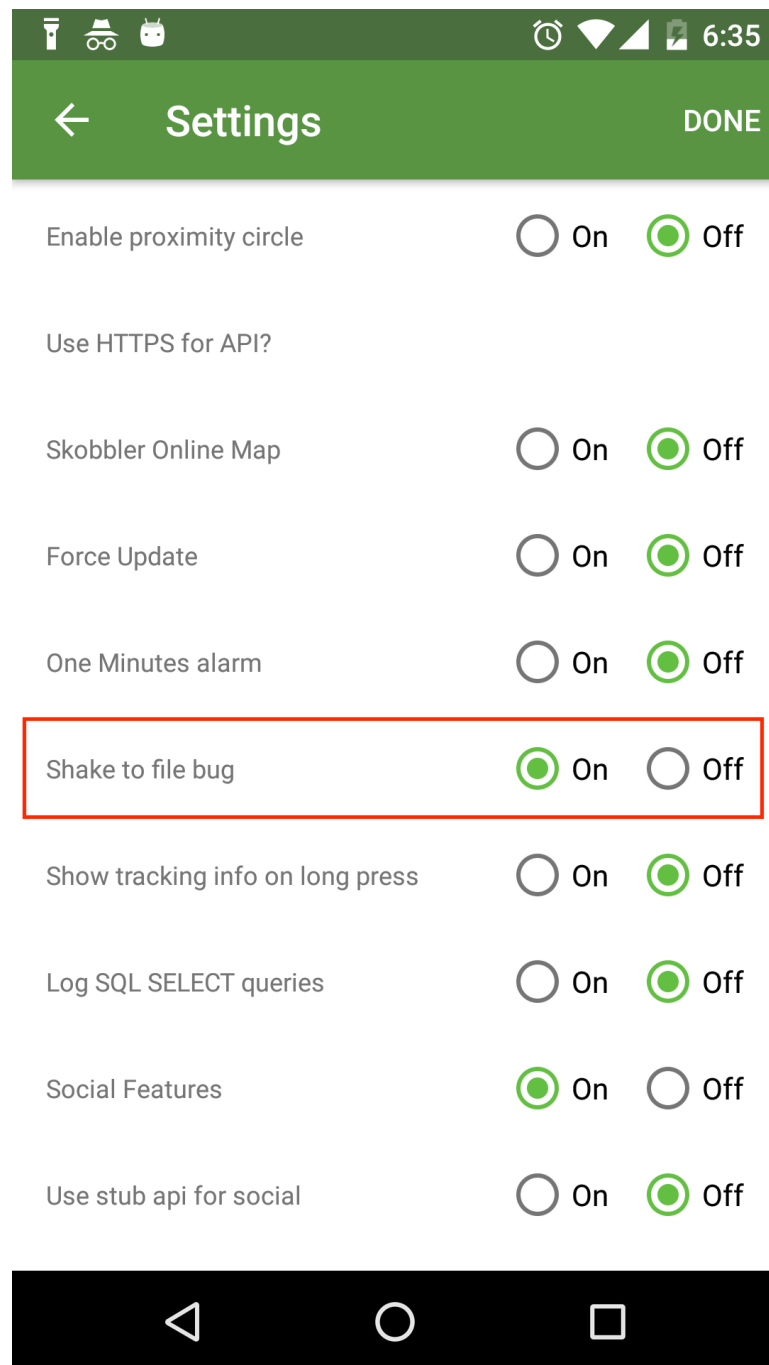 6:35
Settings DONE
Enable proximity circle On Off
Use HTTPS for API?
Skobbler Online Map On Off
Force Update On Off
One Minutes alarm On Off
Shake to file bug On Off
Show tracking info on long press On Off
Log SQL SELECT queries On Off
Social Features On Off
Use stub api for social On Off